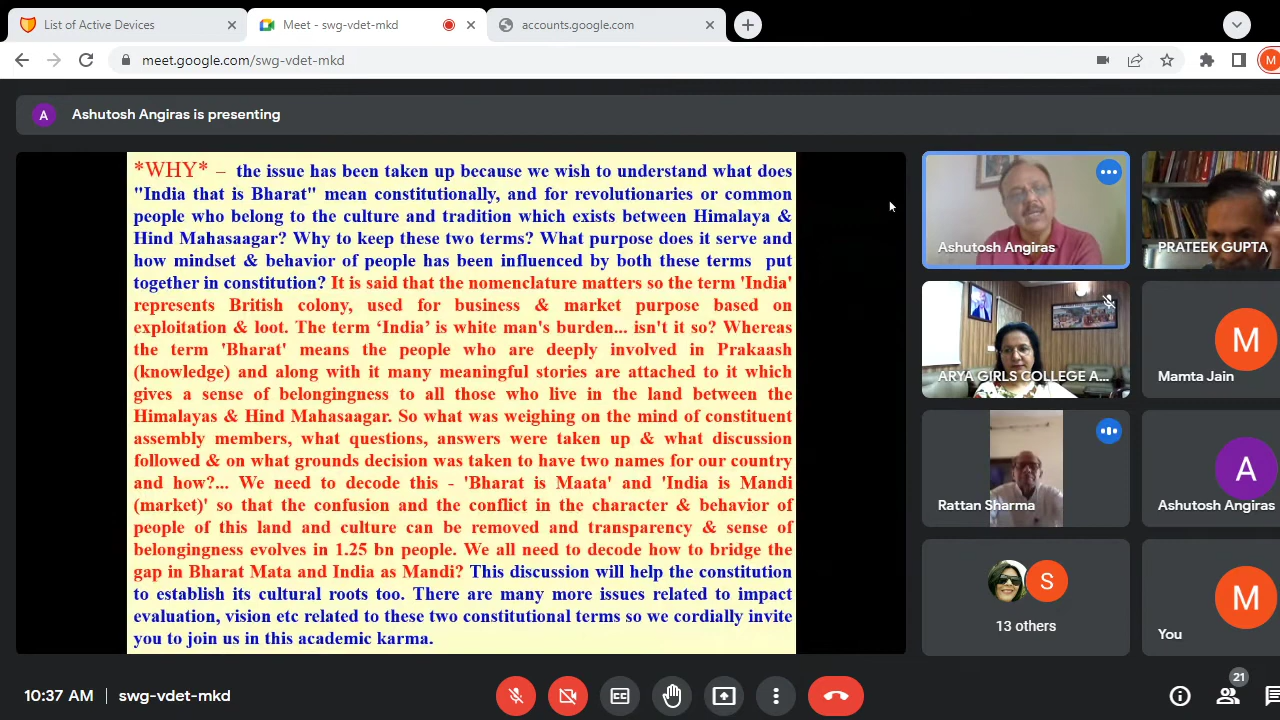 List of Active Devices
Meet - swg-vdet-mkd
accounts.google.com
meet.google.com/swg-vdet-mkd
M
A
Ashutosh Angiras is presenting
*WHY* – the issue has been taken up because we wish to understand what does
"India that is Bharat" mean constitutionally, and for revolutionaries or common
people who belong to the culture and tradition which exists between Himalaya &
Hind Mahasaagar? Why to keep these two terms? What purpose does it serve and
how mindset & behavior of people has been influenced by both these terms put
together in constitution? It is said that the nomenclature matters so the term 'India'
represents British colony, used for business & market purpose based on
exploitation & loot. The term ‘India’ is white man's burden... isn't it so? Whereas
the term 'Bharat' means the people who are deeply involved in Prakaash
(knowledge) and along with it many meaningful stories are attached to it which
gives a sense of belongingness to all those who live in the land between the
Himalayas & Hind Mahasaagar. So what was weighing on the mind of constituent
assembly members, what questions, answers were taken up & what discussion
followed & on what grounds decision was taken to have two names for our country
and how?... We need to decode this - 'Bharat is Maata' and 'India is Mandi
(market)' so that the confusion and the conflict in the character & behavior of
people of this land and culture can be removed and transparency & sense of
belongingness evolves in 1.25 bn people. We all need to decode how to bridge the
gap in Bharat Mata and India as Mandi? This discussion will help the constitution
to establish its cultural roots too. There are many more issues related to impact
evaluation, vision etc related to these two constitutional terms so we cordially invite
you to join us in this academic karma.
Ashutosh Angiras
PRATEEK GUPTA
ARYA GIRLS COLLEGE A...
M
Mamta Jain
Rattan Sharma
A
Ashutosh Angiras
S
13 others
M
You
10:37 AM | swg-vdet-mkd
21